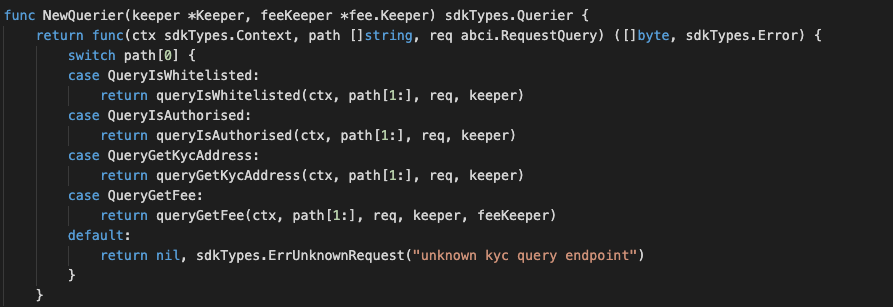 func NewQuerier(keeper *Keeper, feeKeeper *fee.Keeper) sdkTypes.Querier {
    return func(ctx sdkTypes.Context, path []string, req abci.RequestQuery) ([]byte, sdkTypes.Error) {
        switch path[0] {
        case QueryIsWhitelisted:
            return queryIsWhitelisted(ctx, path[1:], req, keeper)
        case QueryIsAuthorised:
            return queryIsAuthorised(ctx, path[1:], req, keeper)
        case QueryGetKycAddress:
            return queryGetKycAddress(ctx, path[1:], req, keeper)
        case QueryGetFee:
            return queryGetFee(ctx, path[1:], req, keeper, feeKeeper)
        default:
            return nil, sdkTypes.ErrUnknownRequest("unknown kyc query endpoint")
        }
    }